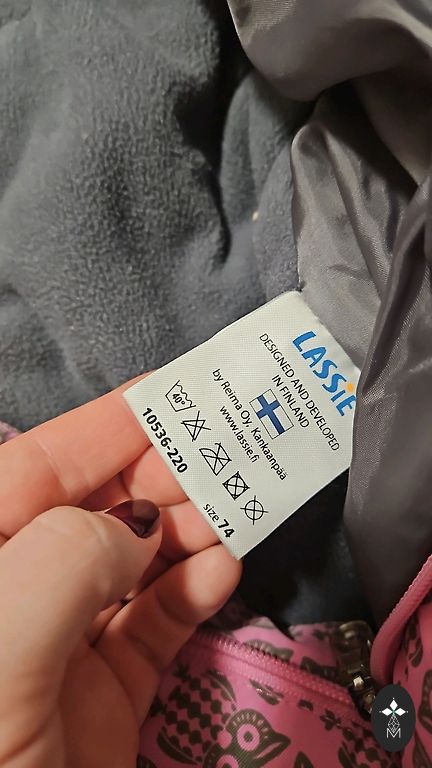 LASSiE
DESIGNED AND DEVELOPED
IN FINLAND
by Reima Oy, Kankaanpää
www.lassie.fi
40°
10536-220
size 74
M